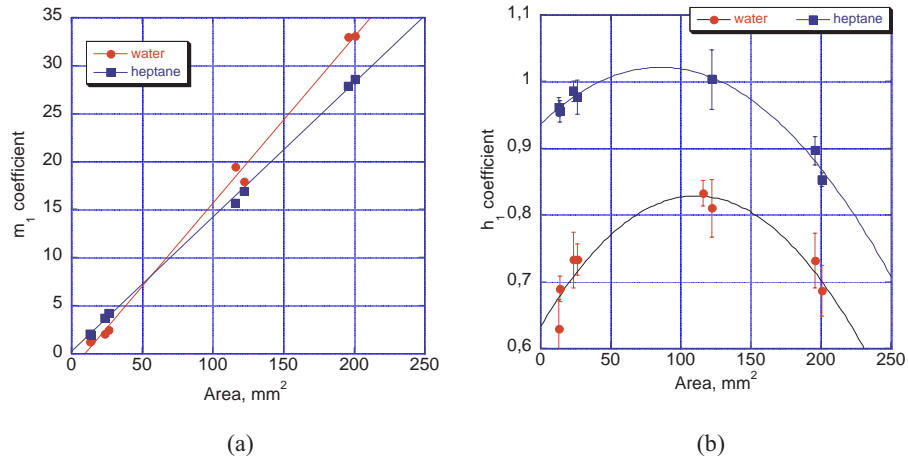 35
30
25
20
15
10
5
0
m1 coefficient
water
heptane
0 50 100 150 200 250
Area, mm2
(a)
1,1
1
0,9
0,8
0,7
0,6
h1 coefficient
water heptane
0 50 100 150 200 250
Area, mm2
(b)